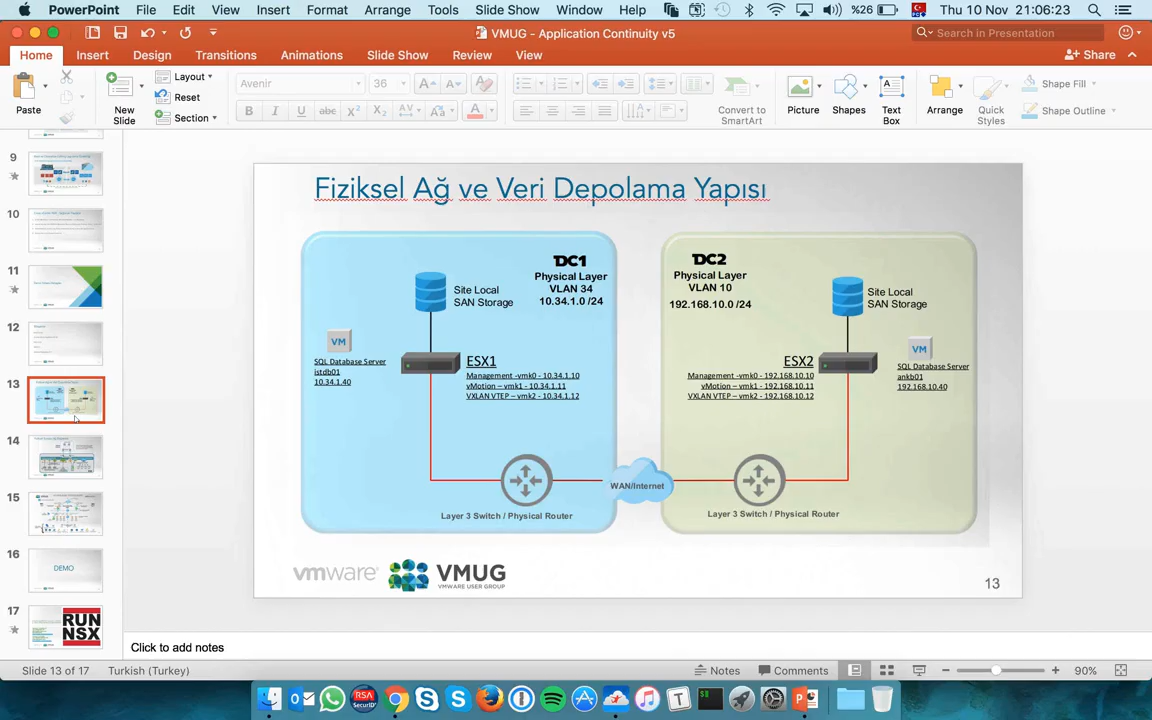 PowerPoint File Edit View Insert Format Arrange Tools Slide Show Window Help %26 Thu 10 Nov 21:06:23
VMUG - Application Continuity v5
Search in Presentation
Home Insert Design Transitions Animations Slide Show Review View
Share
Paste
New
Slide
Layout
Reset
Section
Avenir
36
B I U abc X² X₂
Convert to
SmartArt
Picture
Shapes
Text
Box
Arrange
Quick
Styles
Shape Fill
Shape Outline
9
10
11
12
13
14
15
16
DEMO
17
RUN
NSX
Fiziksel Ağ ve Veri Depolama Yapısı
DC1
Physical Layer
VLAN 34
10.34.1.0 /24
Site Local
SAN Storage
VM
SQL Database Server
istdb01
10.34.1.40
ESX1
Management -vmk0 - 10.34.1.10
vMotion – vmk1 - 10.34.1.11
VXLAN VTEP – vmk2 - 10.34.1.12
Layer 3 Switch / Physical Router
WAN/Internet
DC2
Physical Layer
VLAN 10
192.168.10.0 /24
Site Local
SAN Storage
ESX2
Management -vmk0 - 192.168.10.10
vMotion – vmk1 - 192.168.10.11
VXLAN VTEP – vmk2 - 192.168.10.12
VM
SQL Database Server
ankb01
192.168.10.40
Layer 3 Switch / Physical Router
vmware
VMUG
VMWARE USER GROUP
13
Click to add notes
Slide 13 of 17 Turkish (Turkey) Notes Comments 90%
RSA
SecurID